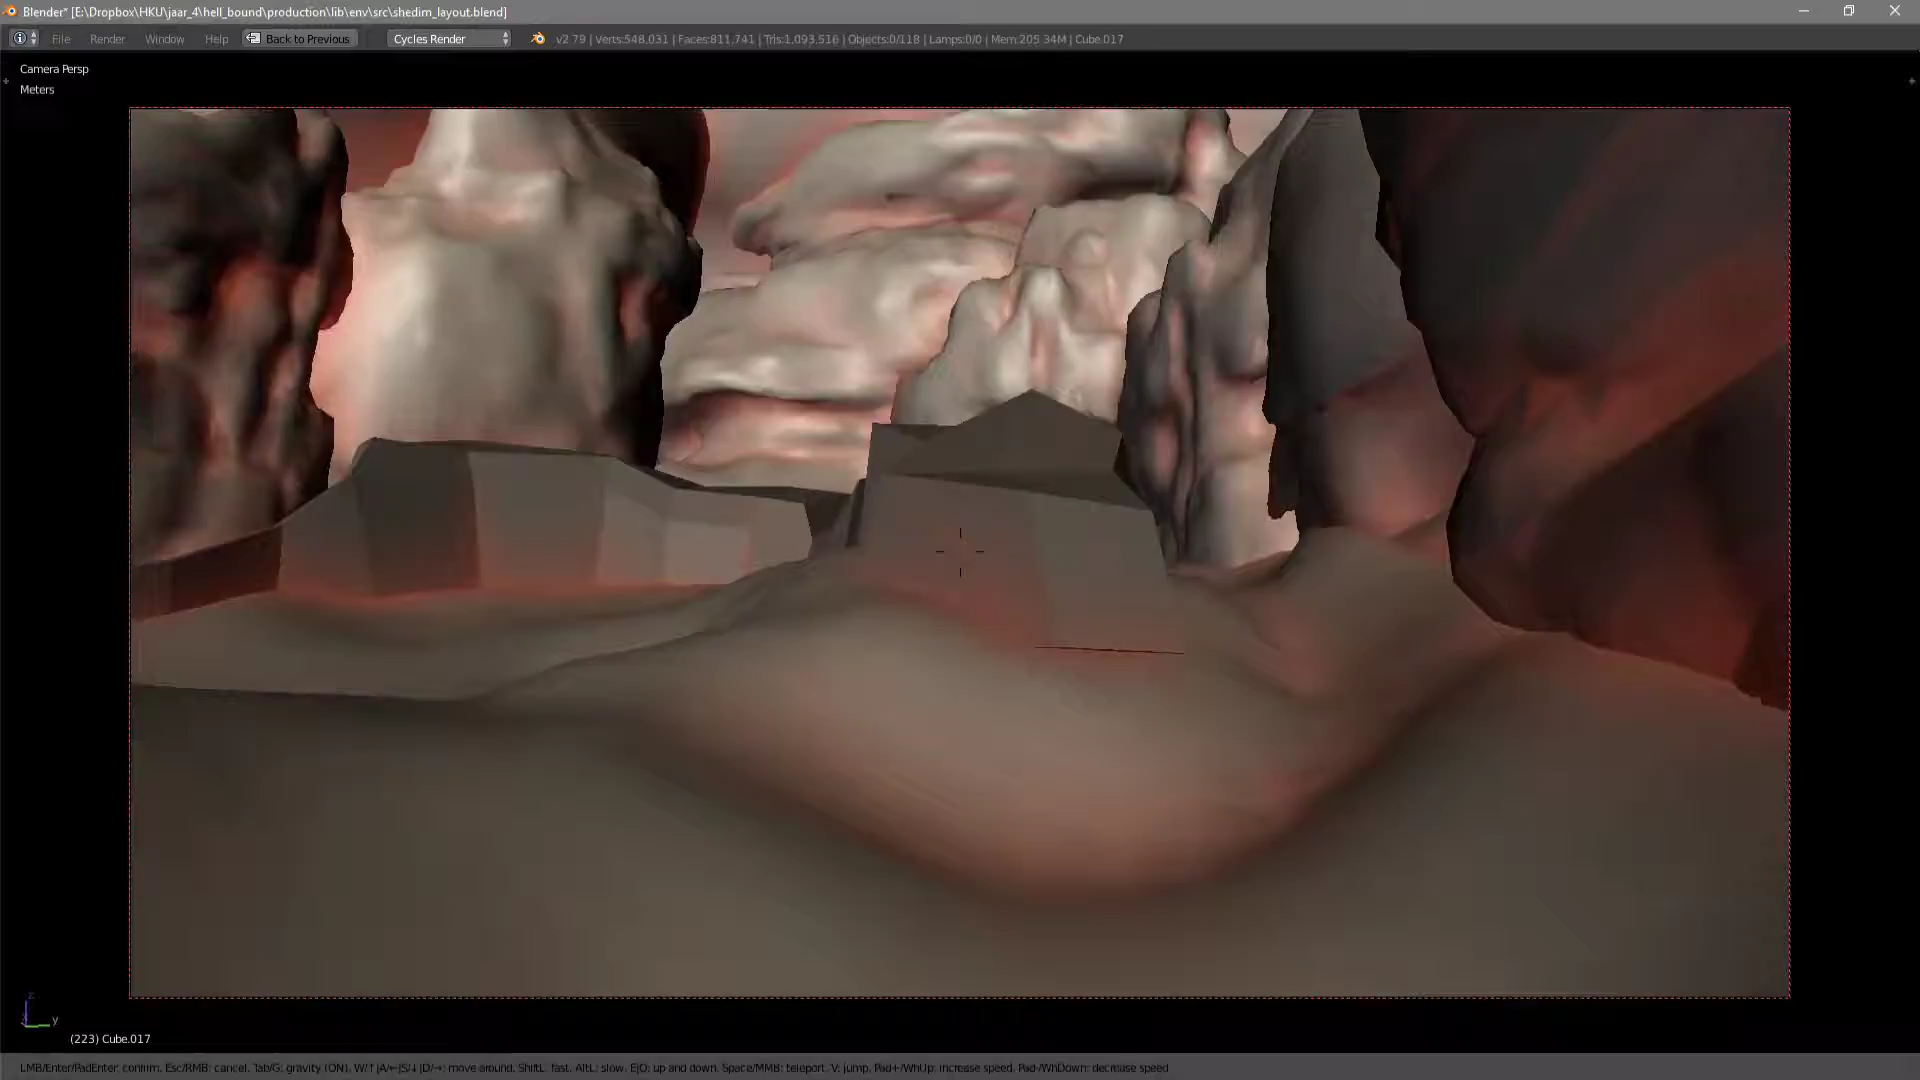 Blender* [E:\Dropbox\HKU\jaar_4\hell_bound\production\lib\env\src\shedim_layout.blend]
File Render Window Help Back to Previous Cycles Render v2.79 | Verts:548,031 | Faces:811,741 | Tris:1,093,516 | Objects:0/118 | Lamps:0/0 | Mem:205.34M | Cube.017
Camera Persp
Meters
z
y
(223) Cube.017
LMB/Enter/PadEnter: confirm, Esc/RMB: cancel, Tab/G: gravity (ON), W/↑|A/←|S/↓|D/→: move around, ShiftL: fast, AltL: slow, E|Q: up and down, Space/MMB: teleport, V: jump, Pad+/WhUp: increase speed, Pad-/WhDown: decrease speed